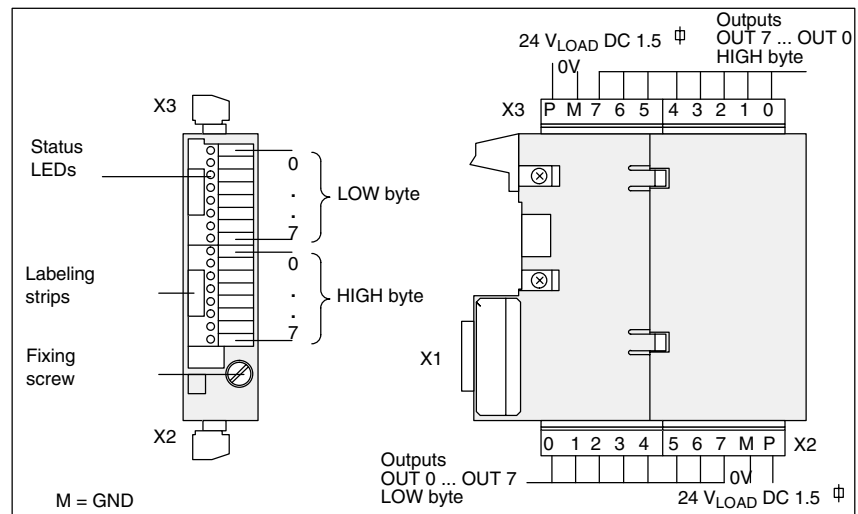 Outputs
24 VLOAD DC 1.5 ⏀ OUT 7 ... OUT 0
0V HIGH byte
X3
X3 P M 7 6 5 4 3 2 1 0
Status
LEDs
0
.
.
7
LOW byte
Labeling
strips
0
.
.
7
HIGH byte
Fixing
screw
X1
X2
0 1 2 3 4 5 6 7 M P X2
Outputs
OUT 0 ... OUT 7
LOW byte
0V
24 VLOAD DC 1.5
M = GND